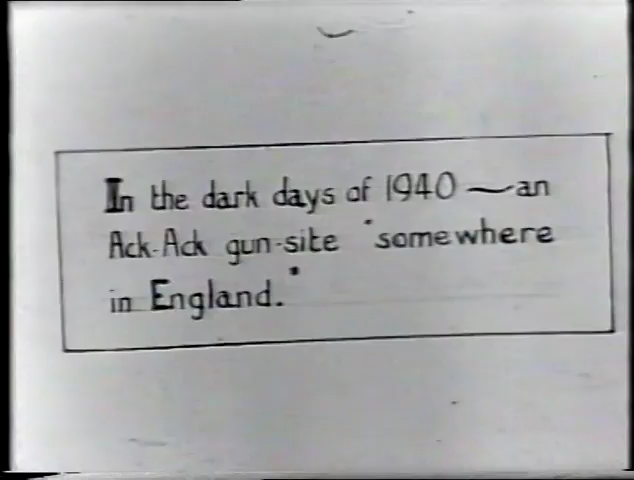 In the dark days of 1940 — an
Ack-Ack gun-site "somewhere
in England."